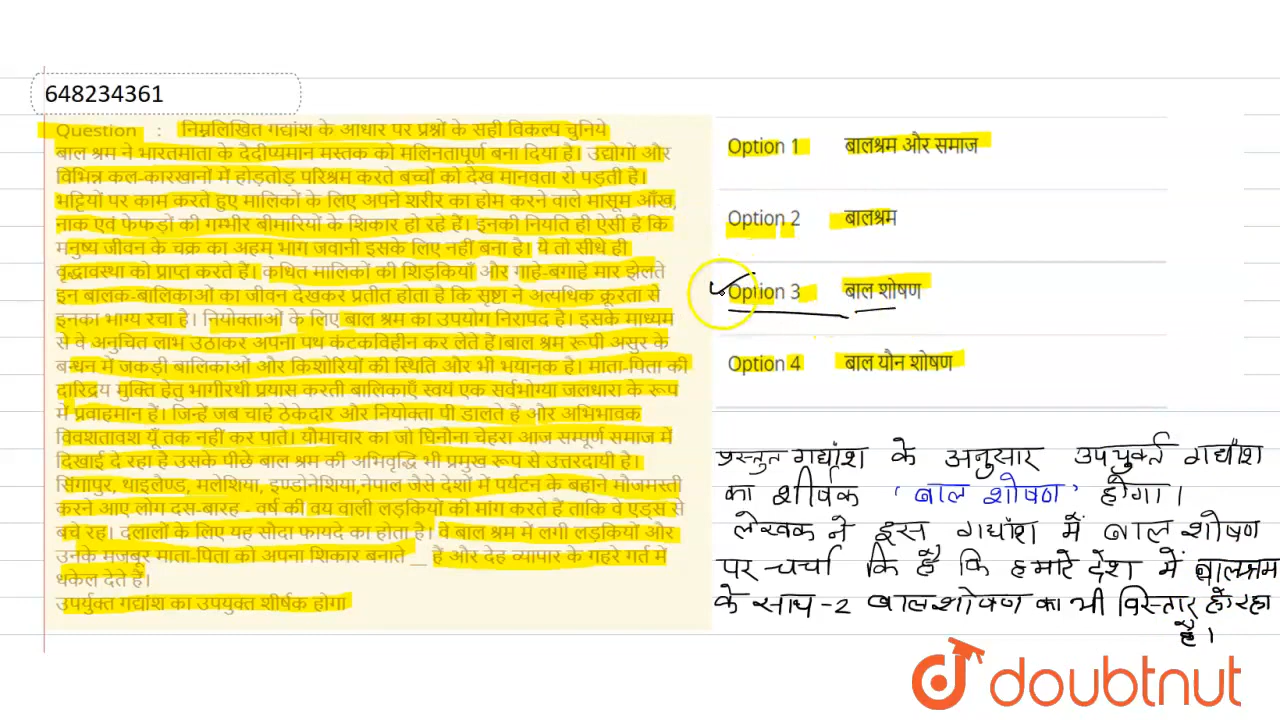 648234361
Question : निम्नलिखित गद्यांश के आधार पर प्रश्नों के सही विकल्प चुनिये
बाल श्रम ने भारतमाता के दैदीप्यमान मस्तक को मलिनतापूर्ण बना दिया है। उद्योगों और
विभिन्न कल-कारखानों में होड़तोड़ परिश्रम करते बच्चों को देख मानवता रो पड़ती है।
भट्टियों पर काम करते हुए मालिकों के लिए अपने शरीर का होम करने वाले मासूम आँख,
नाक एवं फेफड़ों की गम्भीर बीमारियों के शिकार हो रहे हैं। इनकी नियति ही ऐसी है कि
मनुष्य जीवन के चक्र का अहम् भाग जवानी इसके लिए नहीं बना है। ये तो सीधे ही
वृद्धावस्था को प्राप्त करते हैं। कथित मालिकों की झिड़कियाँ और गाहे-बगाहे मार झेलते
इन बालक-बालिकाओं का जीवन देखकर प्रतीत होता है कि सृष्टा ने अत्यधिक क्रूरता से
इनका भाग्य रचा है। नियोक्ताओं के लिए बाल श्रम का उपयोग निरापद है। इसके माध्यम
से वे अनुचित लाभ उठाकर अपना पथ कंटकविहीन कर लेते हैं।बाल श्रम रूपी असुर के
बन्धन में जकड़ी बालिकाओं और किशोरियों की स्थिति और भी भयानक है। माता-पिता की
दारिद्रय मुक्ति हेतु भागीरथी प्रयास करती बालिकाएँ स्वयं एक सर्वभोग्या जलधारा के रूप
में प्रवाहमान हैं। जिन्हें जब चाहे ठेकेदार और नियोक्ता पी डालते हैं और अभिभावक
विवशतावश यूँ तक नहीं कर पाते। यौमाचार का जो घिनौना चेहरा आज सम्पूर्ण समाज में
दिखाई दे रहा है उसके पीछे बाल श्रम की अभिवृद्धि भी प्रमुख रूप से उत्तरदायी है।
सिंगापुर, याइलैण्ड, मलेशिया, इण्डोनेशिया,नेपाल जैसे देशों में पर्यटन के बहाने मौजमस्ती
करने आए लोग दस-बारह - वर्ष की वय वाली लड़कियों की मांग करते हैं ताकि वे एड्स से
बचे रह। दलालों के लिए यह सौदा फायदे का होता है। वे बाल श्रम में लगी लड़कियों और
उनके मजबूर माता-पिता को अपना शिकार बनाते __ हैं और देह व्यापार के गहरे गर्त में
धकेल देते हैं।
उपर्युक्त गद्यांश का उपयुक्त शीर्षक होगा
Option 1 बालश्रम और समाज
Option 2 बालश्रम
Option 3 बाल शोषण
Option 4 बाल यौन शोषण
प्रस्तुत गद्यांश के अनुसार उपर्युक्त गद्यांश
का शीर्षक 'बाल शोषण' होगा।
लेखक ने इस गद्यांश में बाल शोषण
पर चर्चा कि है कि हमारे देश में बालश्रम
के साथ-2 बालशोषण का भी विस्तार हो रहा
है।
doubtnut